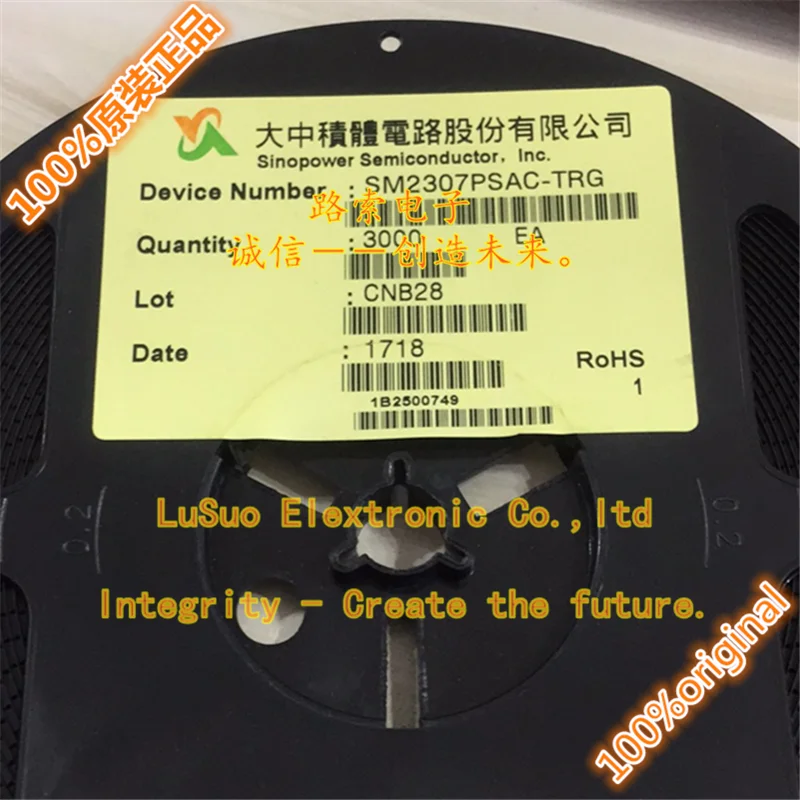 100%原装正品
大中積體電路股份有限公司
Sinopower Semiconductor, Inc.
Device Number : SM2307PSAC-TRG
路索电子
Quantity : 3000 EA
诚信——创造未来。
Lot : CNB28
Date : 1718
RoHS
1
1B2500749
0.2
0.2
LuSuo Elextronic Co.,ltd
Integrity - Create the future.
100%original